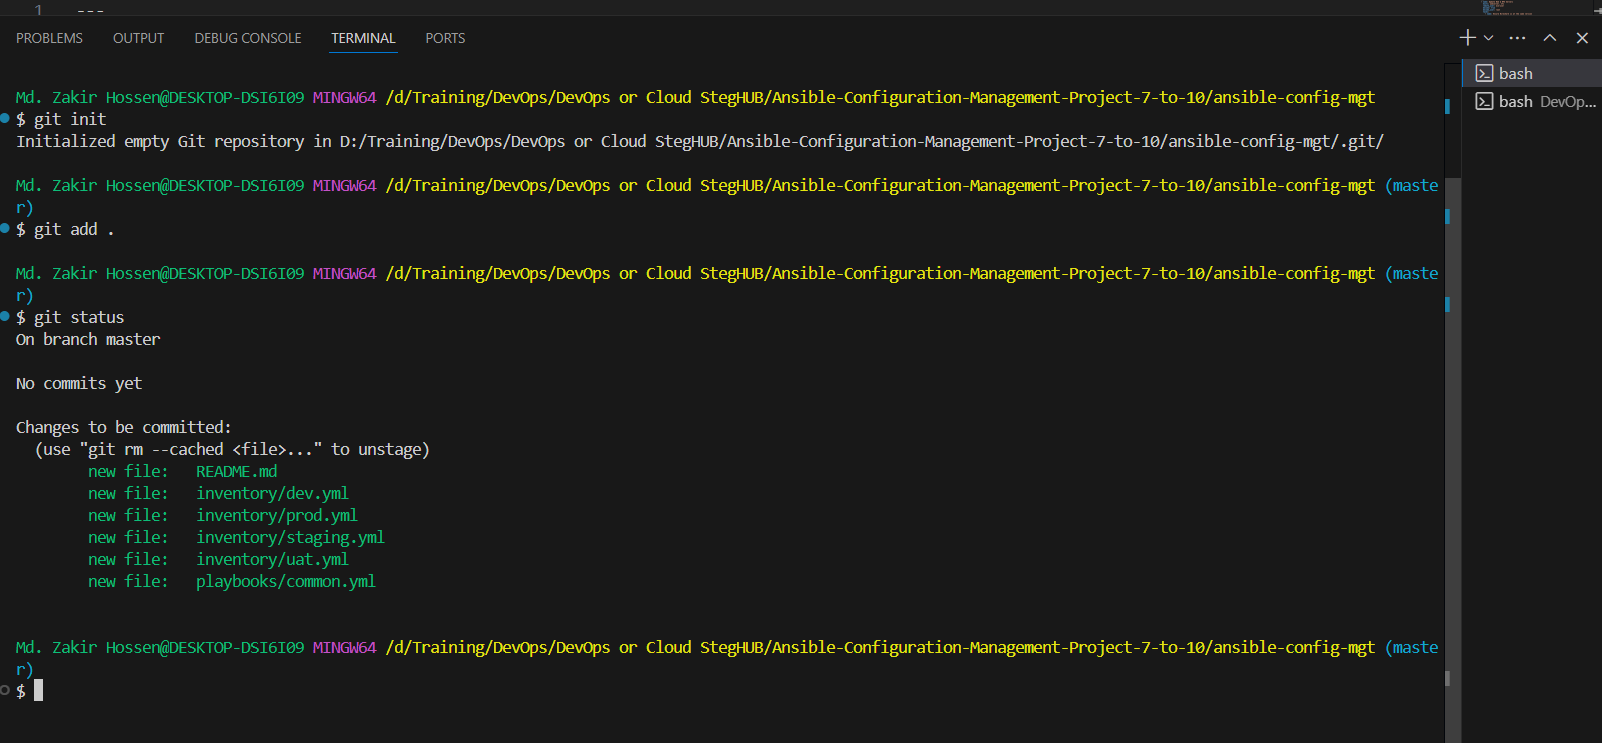 1 ---
PROBLEMS OUTPUT DEBUG CONSOLE TERMINAL PORTS
bash
bash DevOp...
Md. Zakir Hossen@DESKTOP-DSI6I09 MINGW64 /d/Training/DevOps/DevOps or Cloud StegHUB/Ansible-Configuration-Management-Project-7-to-10/ansible-config-mgt
$ git init
Initialized empty Git repository in D:/Training/DevOps/DevOps or Cloud StegHUB/Ansible-Configuration-Management-Project-7-to-10/ansible-config-mgt/.git/
Md. Zakir Hossen@DESKTOP-DSI6I09 MINGW64 /d/Training/DevOps/DevOps or Cloud StegHUB/Ansible-Configuration-Management-Project-7-to-10/ansible-config-mgt (maste
r)
$ git add .
Md. Zakir Hossen@DESKTOP-DSI6I09 MINGW64 /d/Training/DevOps/DevOps or Cloud StegHUB/Ansible-Configuration-Management-Project-7-to-10/ansible-config-mgt (maste
r)
$ git status
On branch master
No commits yet
Changes to be committed:
(use "git rm --cached <file>..." to unstage)
new file: README.md
new file: inventory/dev.yml
new file: inventory/prod.yml
new file: inventory/staging.yml
new file: inventory/uat.yml
new file: playbooks/common.yml
Md. Zakir Hossen@DESKTOP-DSI6I09 MINGW64 /d/Training/DevOps/DevOps or Cloud StegHUB/Ansible-Configuration-Management-Project-7-to-10/ansible-config-mgt (maste
r)
$